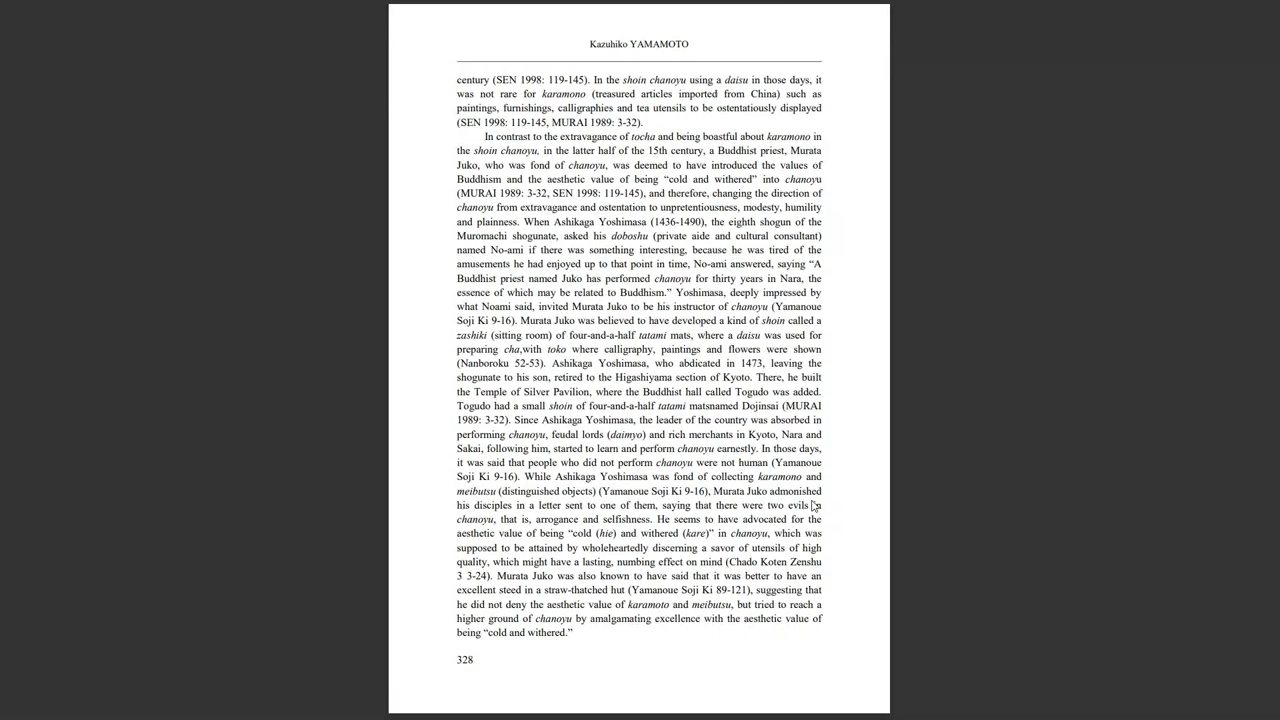 Kazuhiko YAMAMOTO
century (SEN 1998: 119-145). In the shoin chanoyu using a daisu in those days, it
was not rare for karamono (treasured articles imported from China) such as
paintings, furnishings, calligraphies and tea utensils to be ostentatiously displayed
(SEN 1998: 119-145, MURAI 1989: 3-32).
In contrast to the extravagance of tocha and being boastful about karamono in
the shoin chanoyu, in the latter half of the 15th century, a Buddhist priest, Murata
Juko, who was fond of chanoyu, was deemed to have introduced the values of
Buddhism and the aesthetic value of being “cold and withered” into chanoyu
(MURAI 1989: 3-32, SEN 1998: 119-145), and therefore, changing the direction of
chanoyu from extravagance and ostentation to unpretentiousness, modesty, humility
and plainness. When Ashikaga Yoshimasa (1436-1490), the eighth shogun of the
Muromachi shogunate, asked his doboshu (private aide and cultural consultant)
named No-ami if there was something interesting, because he was tired of the
amusements he had enjoyed up to that point in time, No-ami answered, saying “A
Buddhist priest named Juko has performed chanoyu for thirty years in Nara, the
essence of which may be related to Buddhism.” Yoshimasa, deeply impressed by
what Noami said, invited Murata Juko to be his instructor of chanoyu (Yamanoue
Soji Ki 9-16). Murata Juko was believed to have developed a kind of shoin called a
zashiki (sitting room) of four-and-a-half tatami mats, where a daisu was used for
preparing cha,with toko where calligraphy, paintings and flowers were shown
(Nanboroku 52-53). Ashikaga Yoshimasa, who abdicated in 1473, leaving the
shogunate to his son, retired to the Higashiyama section of Kyoto. There, he built
the Temple of Silver Pavilion, where the Buddhist hall called Togudo was added.
Togudo had a small shoin of four-and-a-half tatami matsnamed Dojinsai (MURAI
1989: 3-32). Since Ashikaga Yoshimasa, the leader of the country was absorbed in
performing chanoyu, feudal lords (daimyo) and rich merchants in Kyoto, Nara and
Sakai, following him, started to learn and perform chanoyu earnestly. In those days,
it was said that people who did not perform chanoyu were not human (Yamanoue
Soji Ki 9-16). While Ashikaga Yoshimasa was fond of collecting karamono and
meibutsu (distinguished objects) (Yamanoue Soji Ki 9-16), Murata Juko admonished
his disciples in a letter sent to one of them, saying that there were two evils
chanoyu, that is, arrogance and selfishness. He seems to have advocated for the
aesthetic value of being “cold (hie) and withered (kare)” in chanoyu, which was
supposed to be attained by wholeheartedly discerning a savor of utensils of high
quality, which might have a lasting, numbing effect on mind (Chado Koten Zenshu
3 3-24). Murata Juko was also known to have said that it was better to have an
excellent steed in a straw-thatched hut (Yamanoue Soji Ki 89-121), suggesting that
he did not deny the aesthetic value of karamoto and meibutsu, but tried to reach a
higher ground of chanoyu by amalgamating excellence with the aesthetic value of
being “cold and withered.”
328